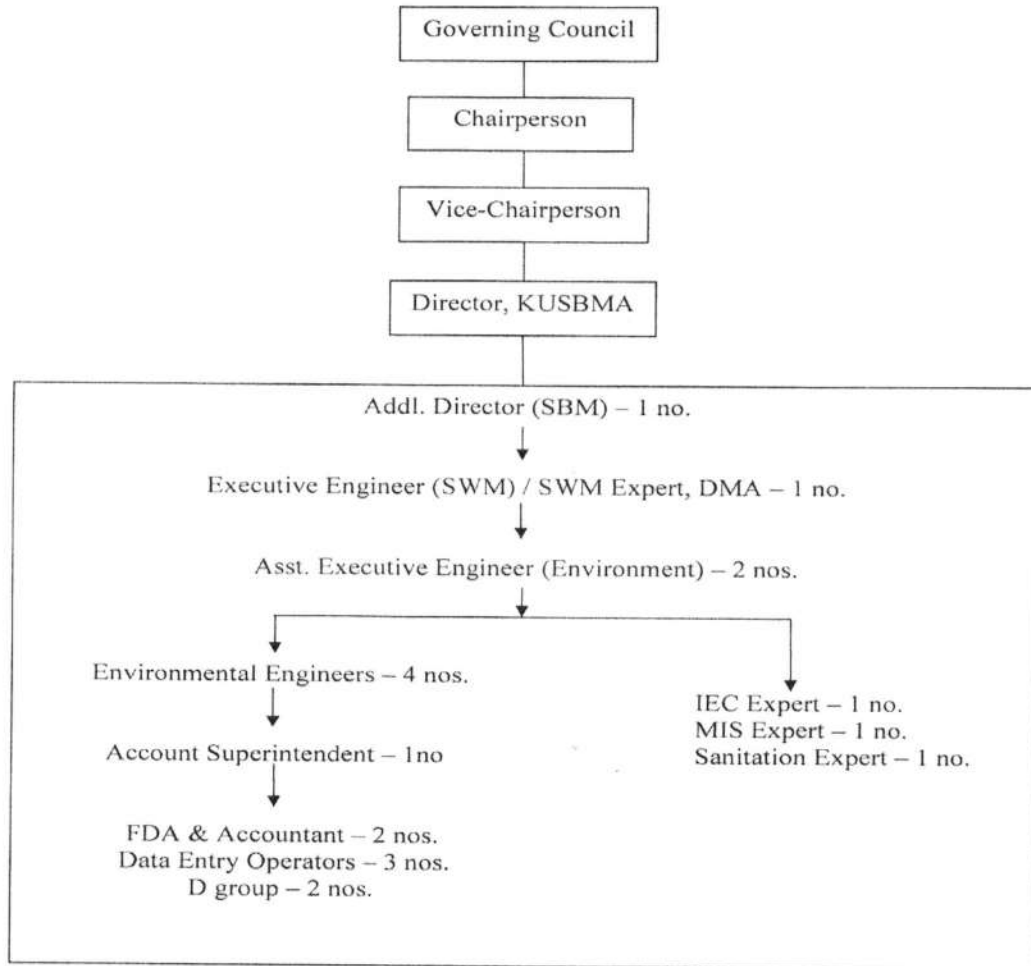 Governing Council
Chairperson
Vice-Chairperson
Director, KUSBMA
Addl. Director (SBM) – 1 no.
Executive Engineer (SWM) / SWM Expert, DMA – 1 no.
Asst. Executive Engineer (Environment) – 2 nos.
Environmental Engineers – 4 nos.
Account Superintendent – 1no
FDA & Accountant – 2 nos.
Data Entry Operators – 3 nos.
D group – 2 nos.
IEC Expert – 1 no.
MIS Expert – 1 no.
Sanitation Expert – 1 no.